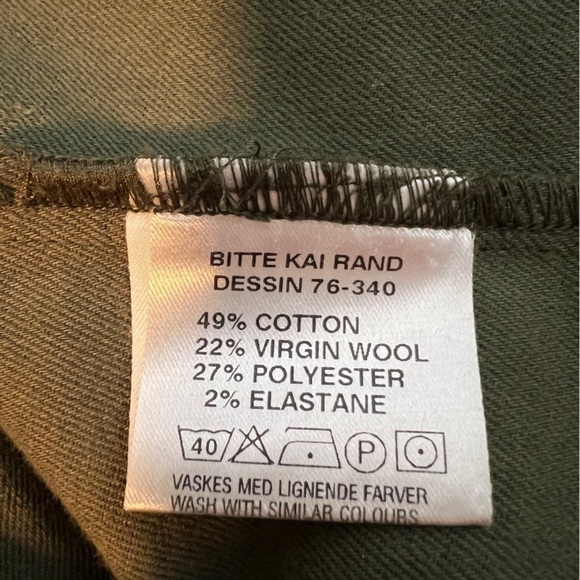 BITTE KAI RAND
DESSIN 76-340
49% COTTON
22% VIRGIN WOOL
27% POLYESTER
2% ELASTANE
40 P
VASKES MED LIGNENDE FARVER
WASH WITH SIMILAR COLOURS